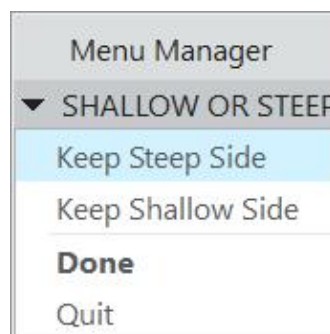 Menu Manager
SHALLOW OR STEEP
Keep Steep Side
Keep Shallow Side
Done
Quit